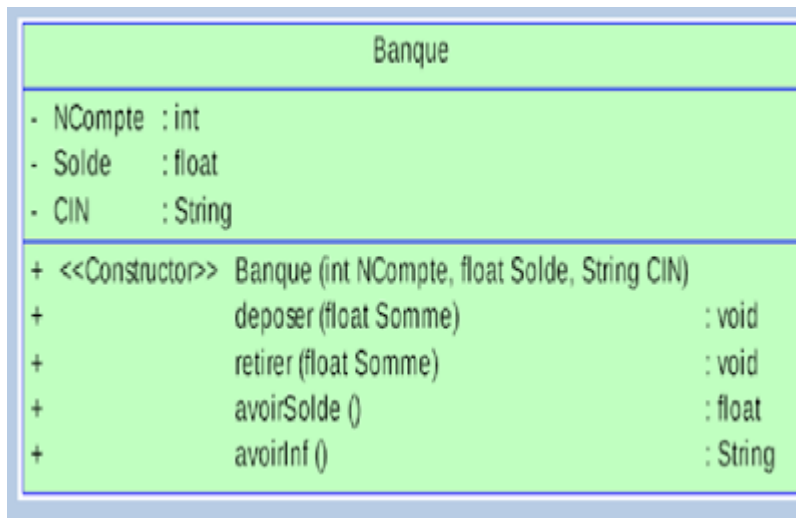 Banque
- NCompte : int
- Solde : float
- CIN : String
+ <<Constructor>> Banque (int NCompte, float Solde, String CIN)
+ deposer (float Somme) : void
+ retirer (float Somme) : void
+ avoirSolde () : float
+ avoirInf () : String